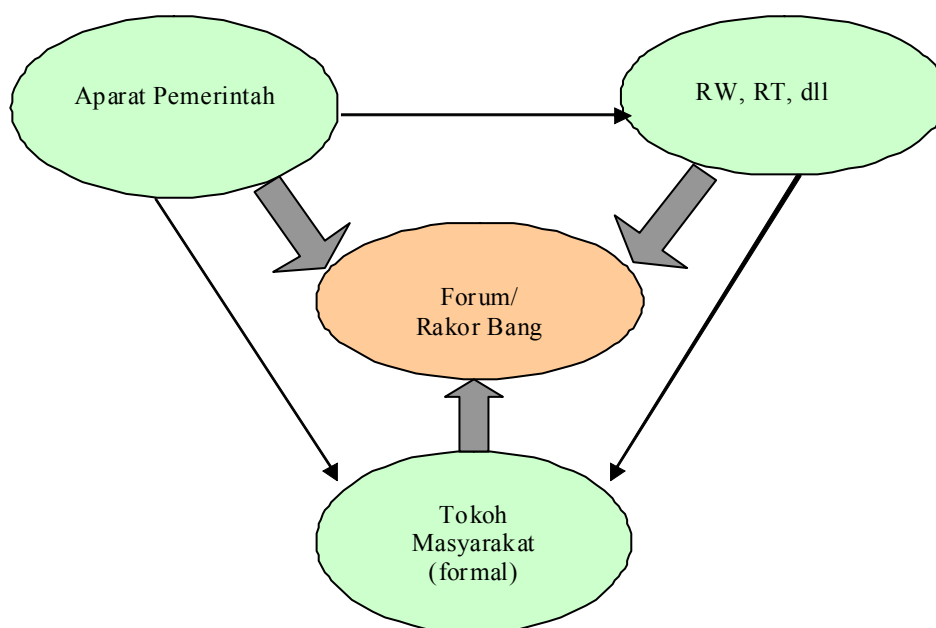 Aparat Pemerintah
RW, RT, dll
Forum/
Rakor Bang
Tokoh
Masyarakat
(formal)